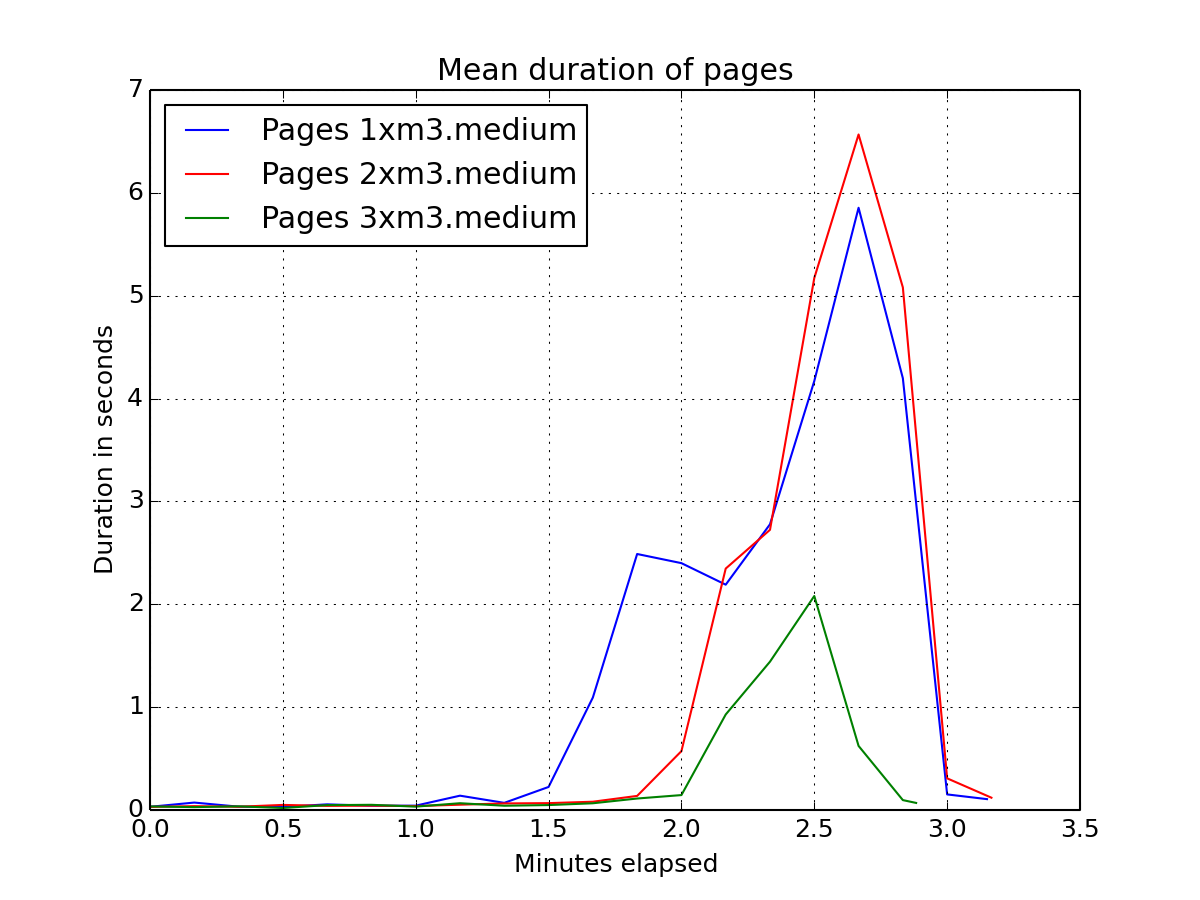 Mean duration of pages
Pages 1xm3.medium
Pages 2xm3.medium
Pages 3xm3.medium
7
6
5
4
3
2
1
0
Duration in seconds
0.0 0.5 1.0 1.5 2.0 2.5 3.0 3.5
Minutes elapsed